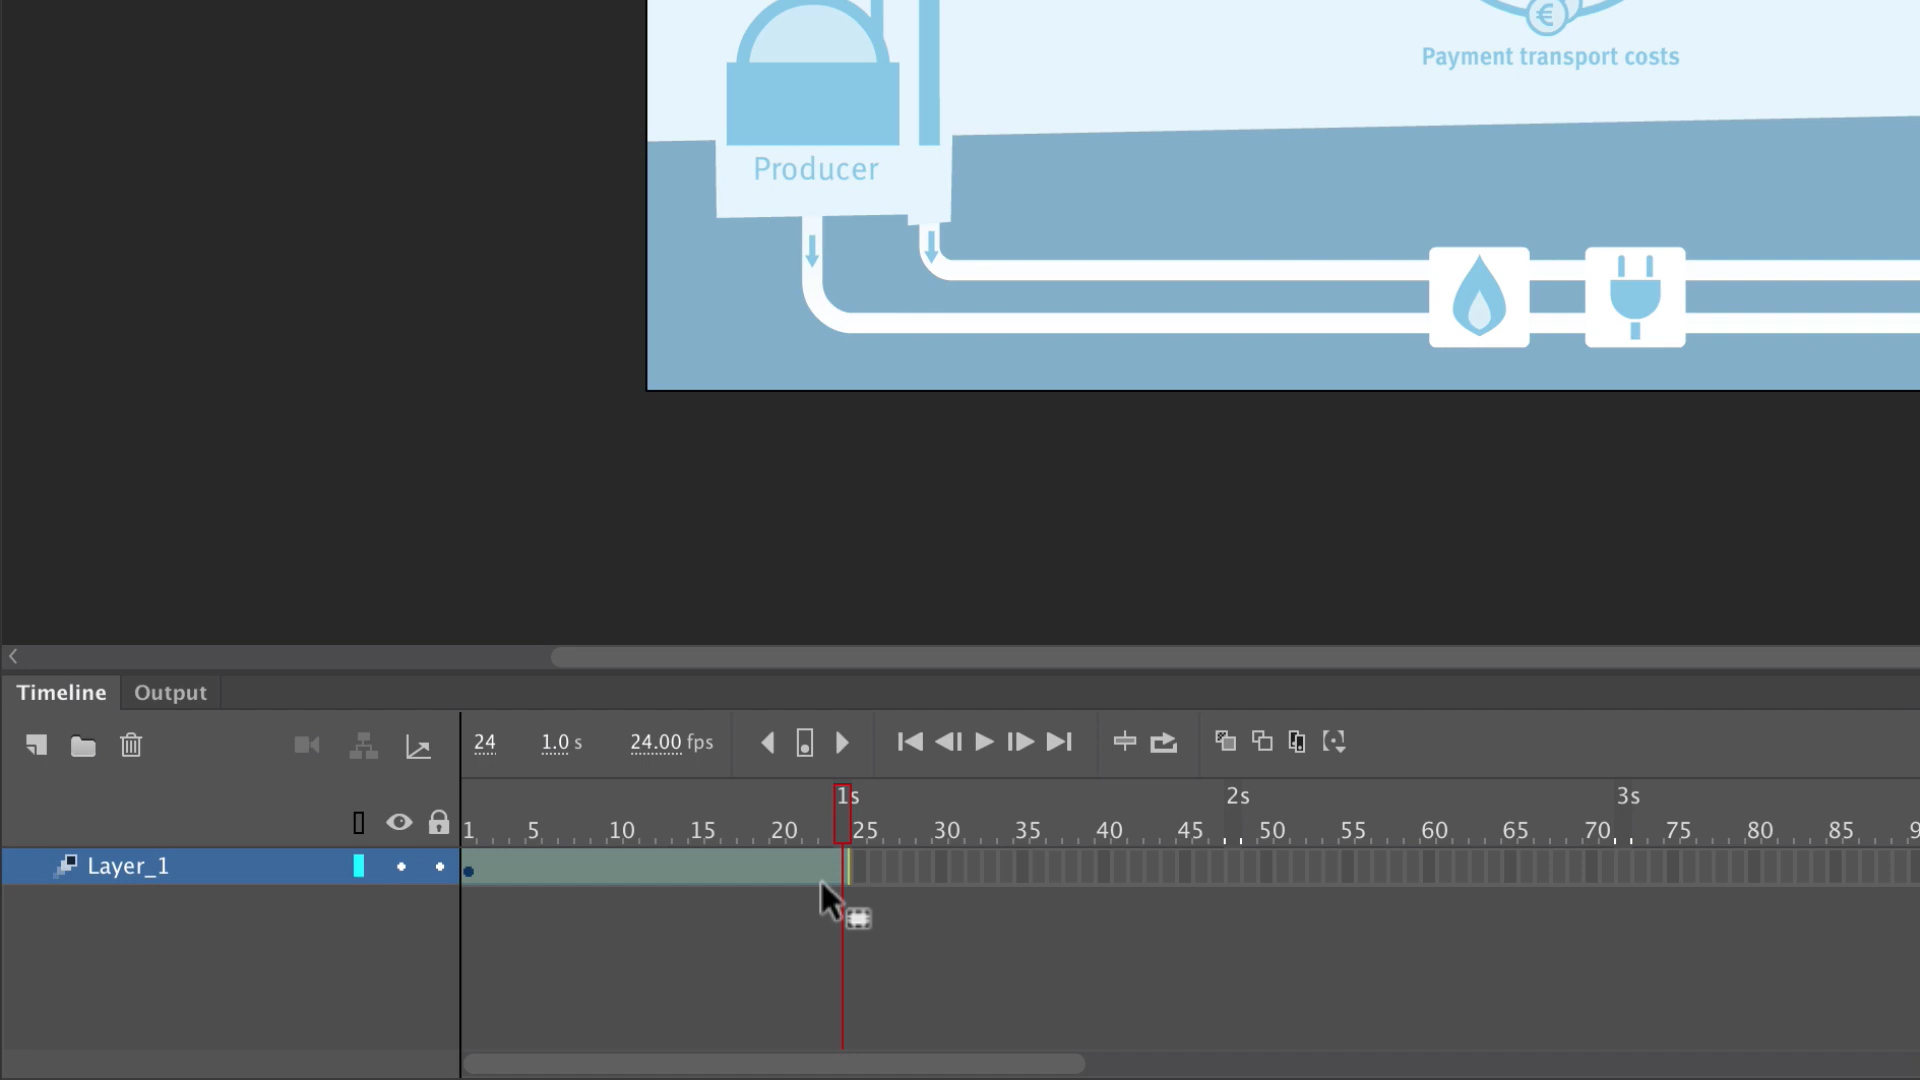 €
Payment transport costs
Producer
Timeline Output
24 1.0 s 24.00 fps
1s 2s 3s
1 5 10 15 20 25 30 35 40 45 50 55 60 65 70 75 80 85 9
Layer_1